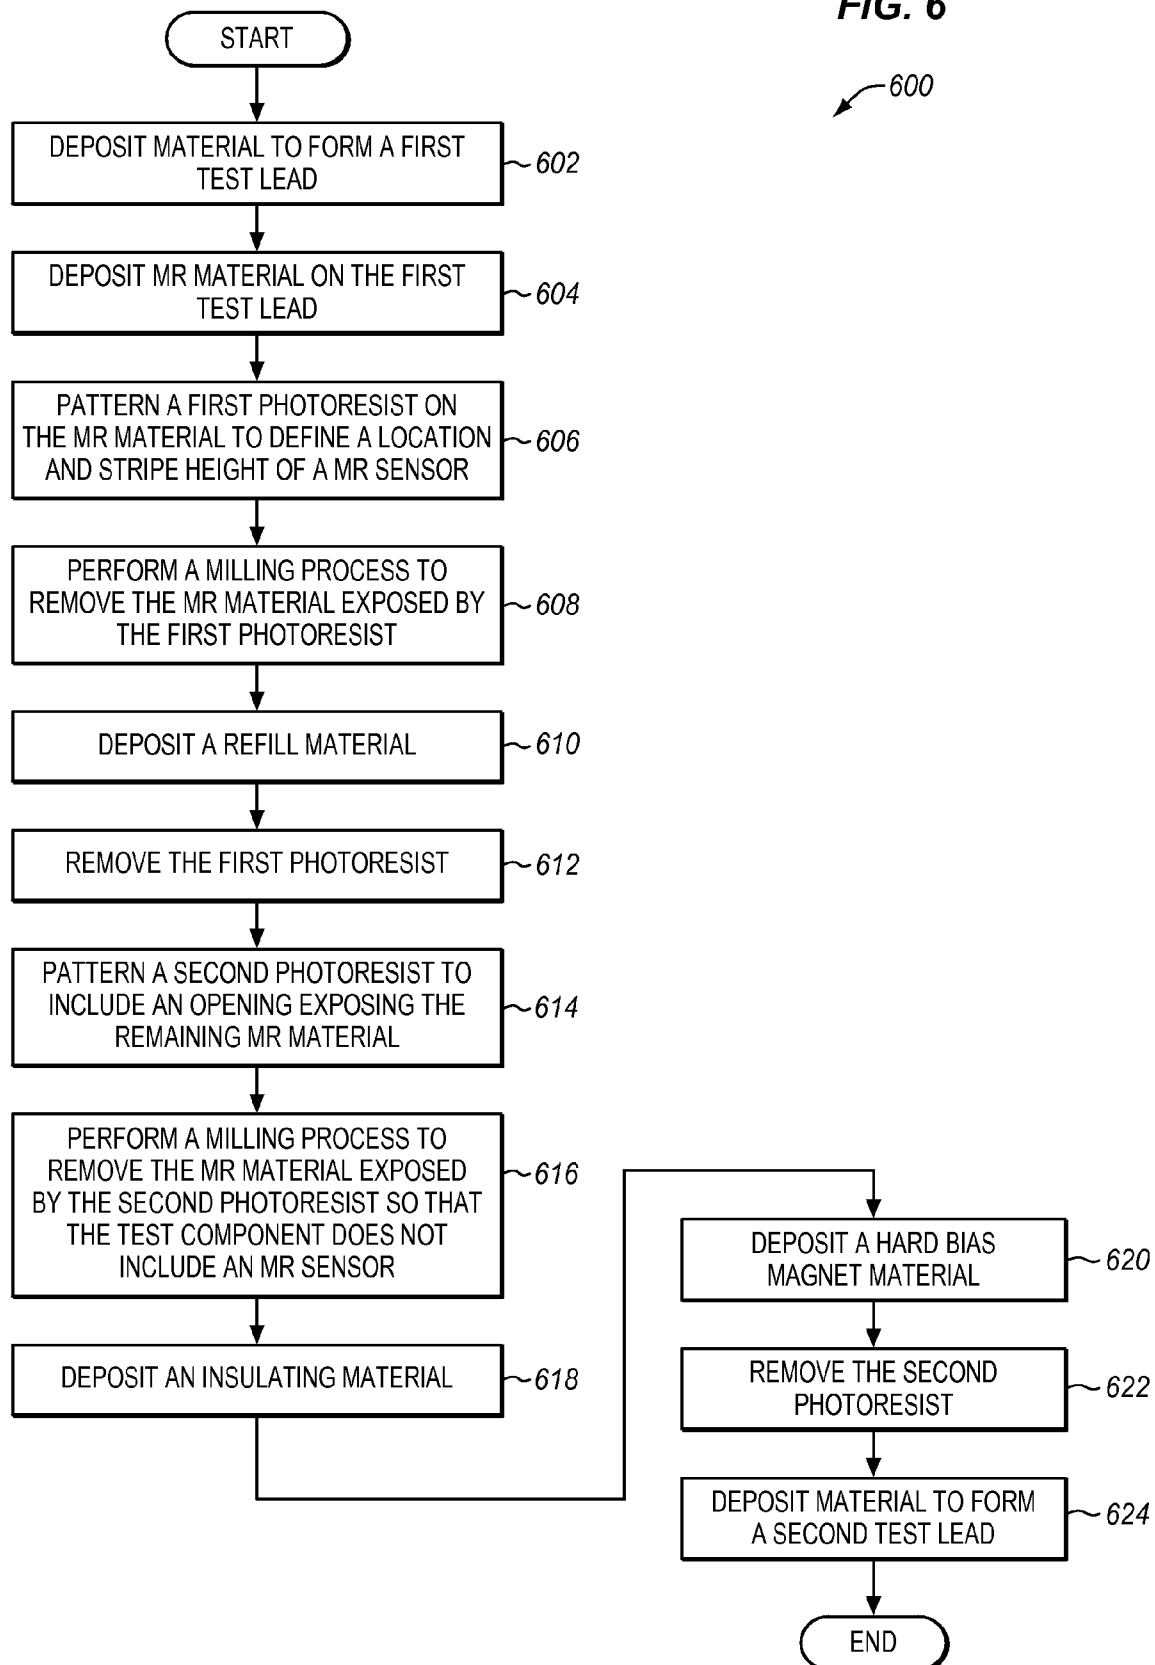 FIG. 6
600
START
DEPOSIT MATERIAL TO FORM A FIRST
TEST LEAD
602
DEPOSIT MR MATERIAL ON THE FIRST
TEST LEAD
604
PATTERN A FIRST PHOTORESIST ON
THE MR MATERIAL TO DEFINE A LOCATION
AND STRIPE HEIGHT OF A MR SENSOR
606
PERFORM A MILLING PROCESS TO
REMOVE THE MR MATERIAL EXPOSED BY
THE FIRST PHOTORESIST
608
DEPOSIT A REFILL MATERIAL
610
REMOVE THE FIRST PHOTORESIST
612
PATTERN A SECOND PHOTORESIST TO
INCLUDE AN OPENING EXPOSING THE
REMAINING MR MATERIAL
614
PERFORM A MILLING PROCESS TO
REMOVE THE MR MATERIAL EXPOSED
BY THE SECOND PHOTORESIST SO THAT
THE TEST COMPONENT DOES NOT
INCLUDE AN MR SENSOR
616
DEPOSIT AN INSULATING MATERIAL
618
DEPOSIT A HARD BIAS
MAGNET MATERIAL
620
REMOVE THE SECOND
PHOTORESIST
622
DEPOSIT MATERIAL TO FORM
A SECOND TEST LEAD
624
END